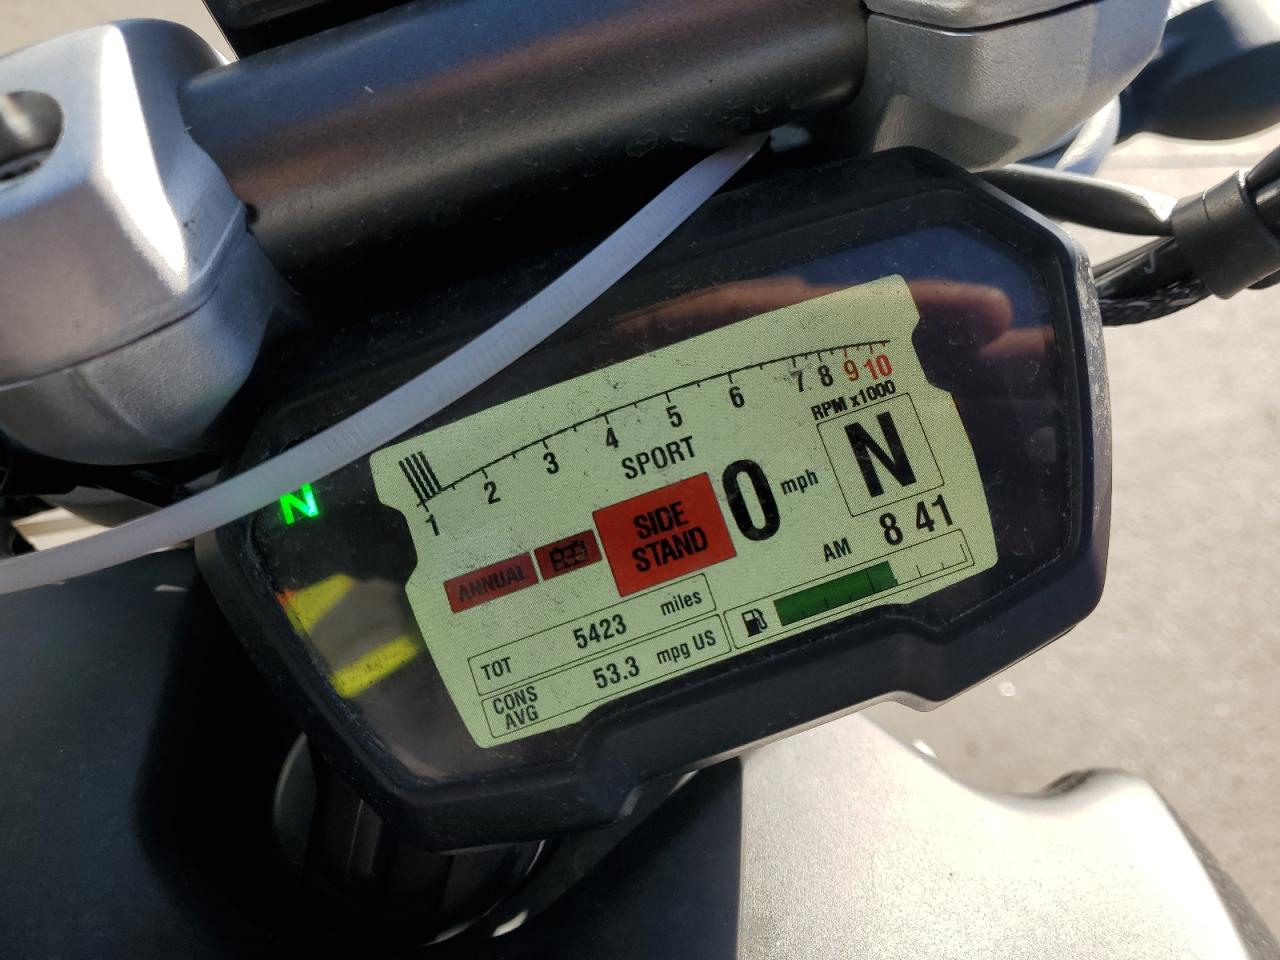 1 2 3 4 5 6 7 8 9 10
RPM x1000
SPORT
N
N
ANNUAL
SIDE
STAND
0 mph
AM 8 41
TOT 5423 miles
CONS
AVG
53.3 mpg US